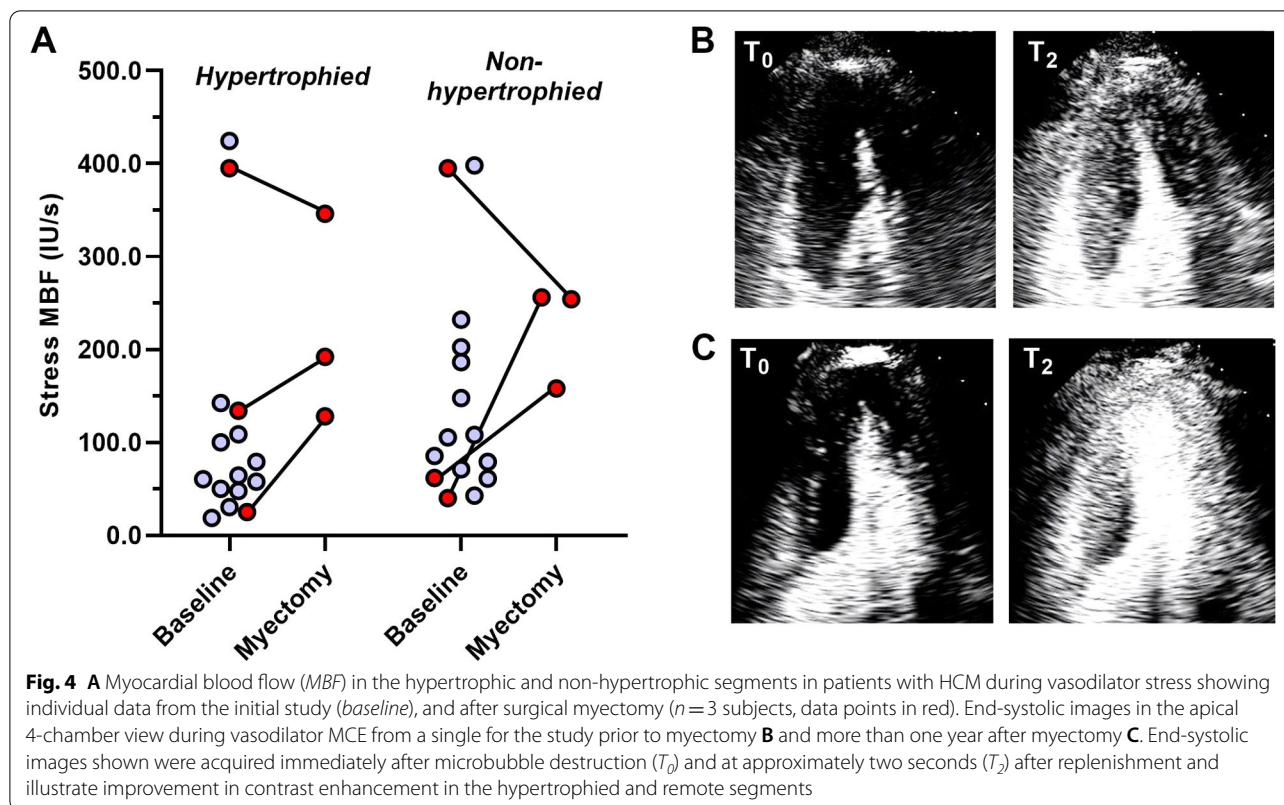 A
500.0
400.0
300.0
200.0
100.0
0.0
Stress MBF (IU/s)
Hypertrophied
Non-
hypertrophied
Baseline
Myectomy
Baseline
Myectomy
B
T0
T2
C
T0
T2
Fig. 4 A Myocardial blood flow (MBF) in the hypertrophic and non-hypertrophic segments in patients with HCM during vasodilator stress showing
individual data from the initial study (baseline), and after surgical myectomy (n = 3 subjects, data points in red). End-systolic images in the apical
4-chamber view during vasodilator MCE from a single for the study prior to myectomy B and more than one year after myectomy C. End-systolic
images shown were acquired immediately after microbubble destruction (T0) and at approximately two seconds (T2) after replenishment and
illustrate improvement in contrast enhancement in the hypertrophied and remote segments